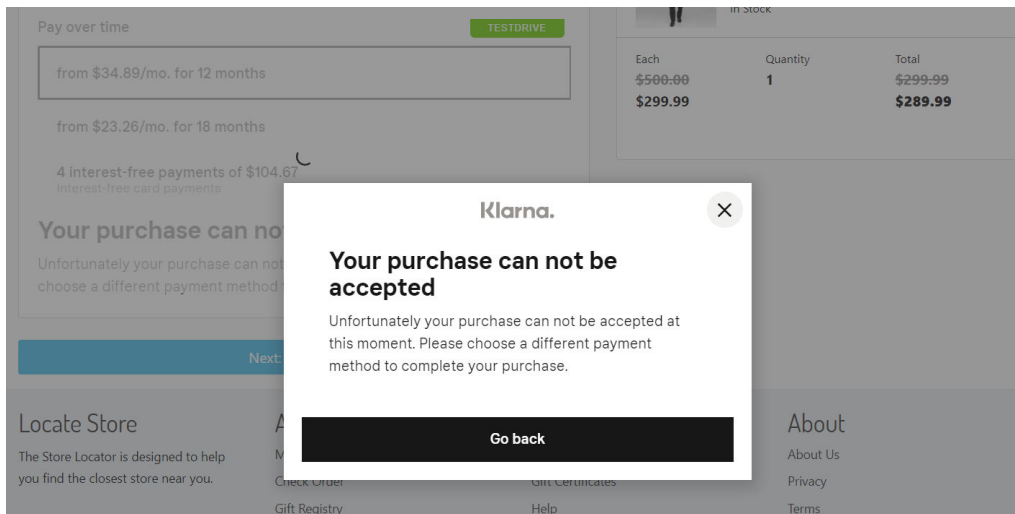 Pay over time
TESTDRIVE
from $34.89/mo. for 12 months
from $23.26/mo. for 18 months
4 interest-free payments of $104.67
Interest-free card payments
Your purchase can no
Unfortunately your purchase can not
choose a different payment method
Next:
In Stock
Each
Quantity
Total
$500.00
1
$299.99
$299.99
$289.99
Klarna.
Your purchase can not be
accepted
Unfortunately your purchase can not be accepted at
this moment. Please choose a different payment
method to complete your purchase.
Go back
Locate Store
The Store Locator is designed to help
you find the closest store near you.
Check Order
Gift Registry
Gift Certificates
Help
About
About Us
Privacy
Terms